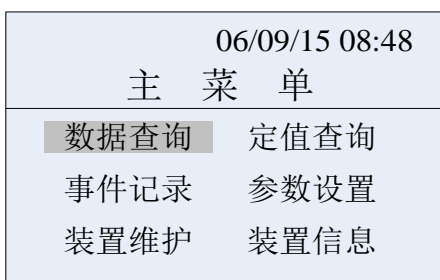 06/09/15 08:48
主 菜 单
数据查询 定值查询
事件记录 参数设置
装置维护 装置信息